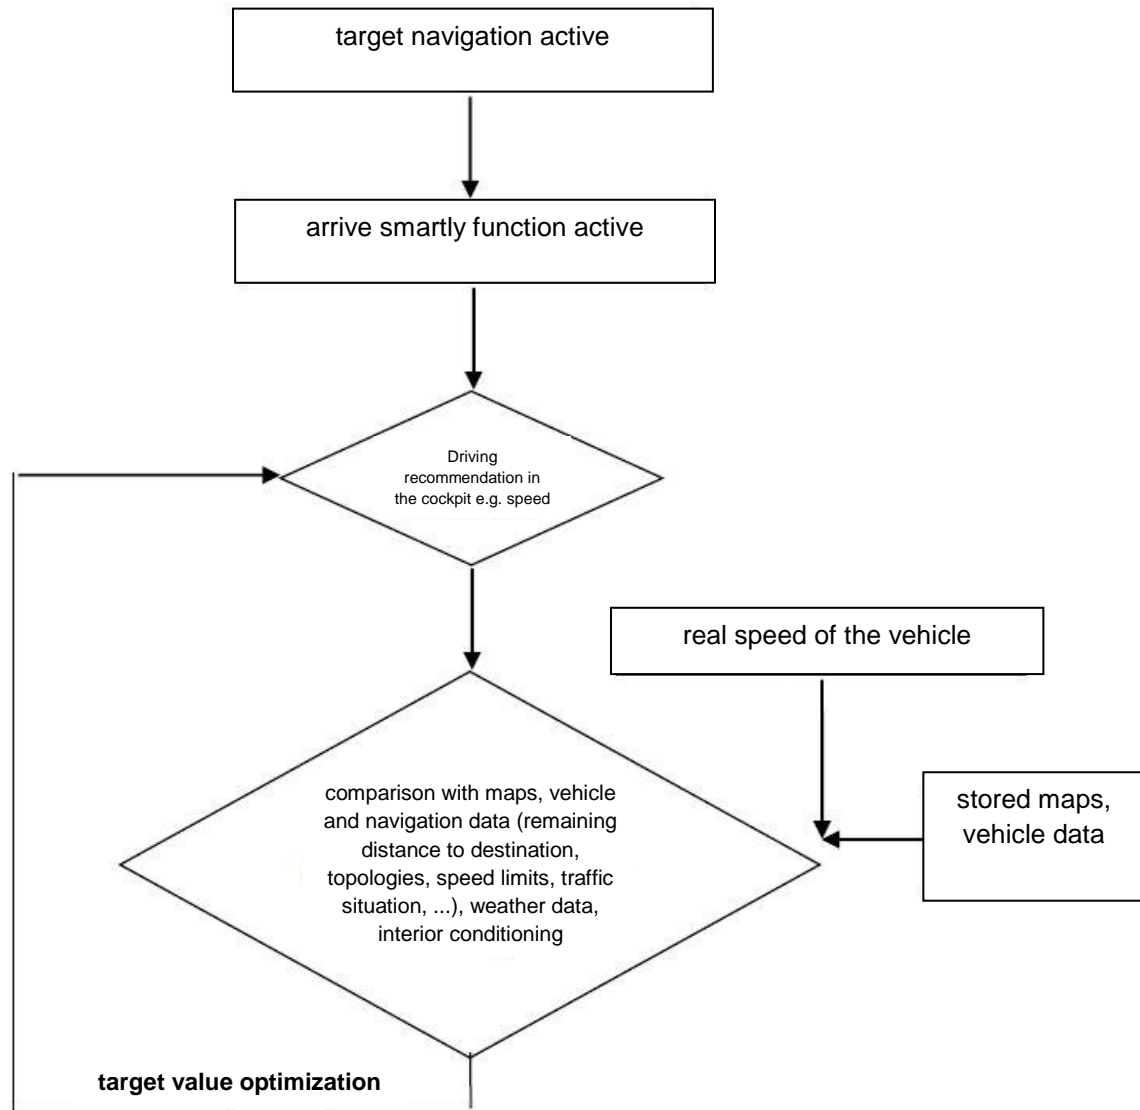 target navigation active
arrive smartly function active
Driving
recommendation in
the cockpit e.g. speed
real speed of the vehicle
stored maps,
vehicle data
comparison with maps, vehicle
and navigation data (remaining
distance to destination,
topologies, speed limits, traffic
situation, ...), weather data,
interior conditioning
target value optimization